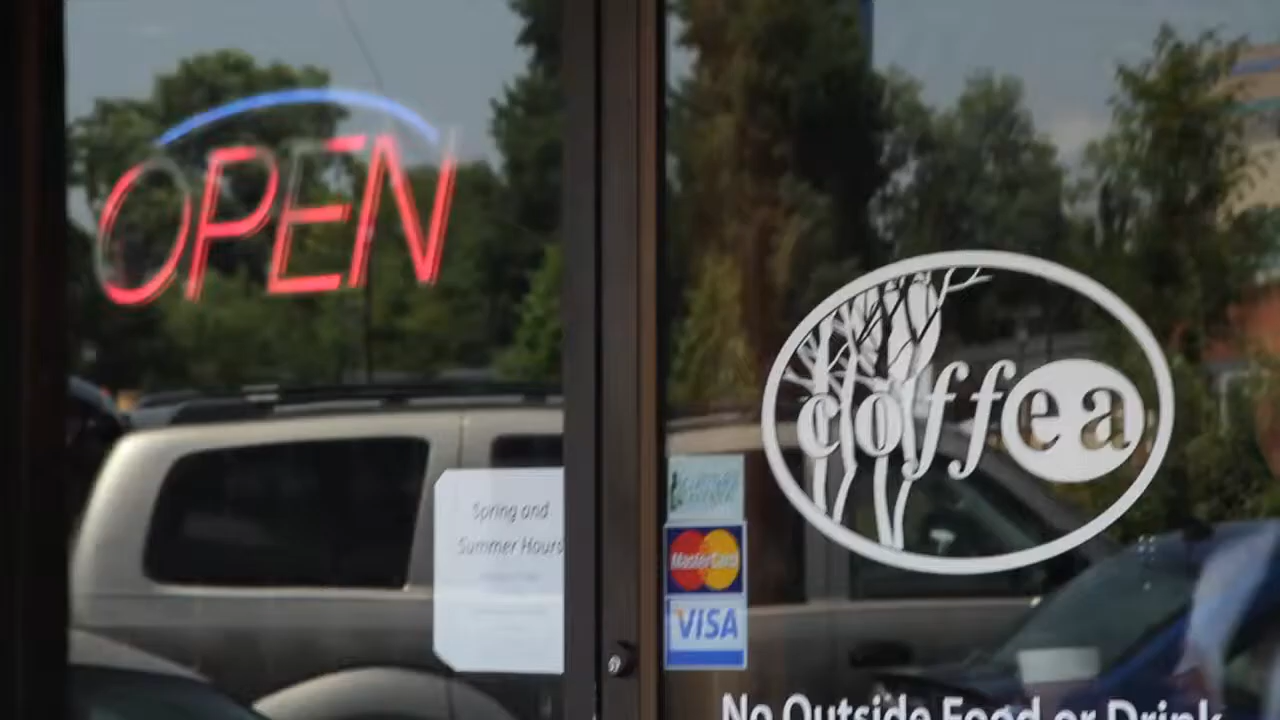 OPEN
coffea
Spring and
Summer Hours
MasterCard
VISA
No Outside Food or Drink